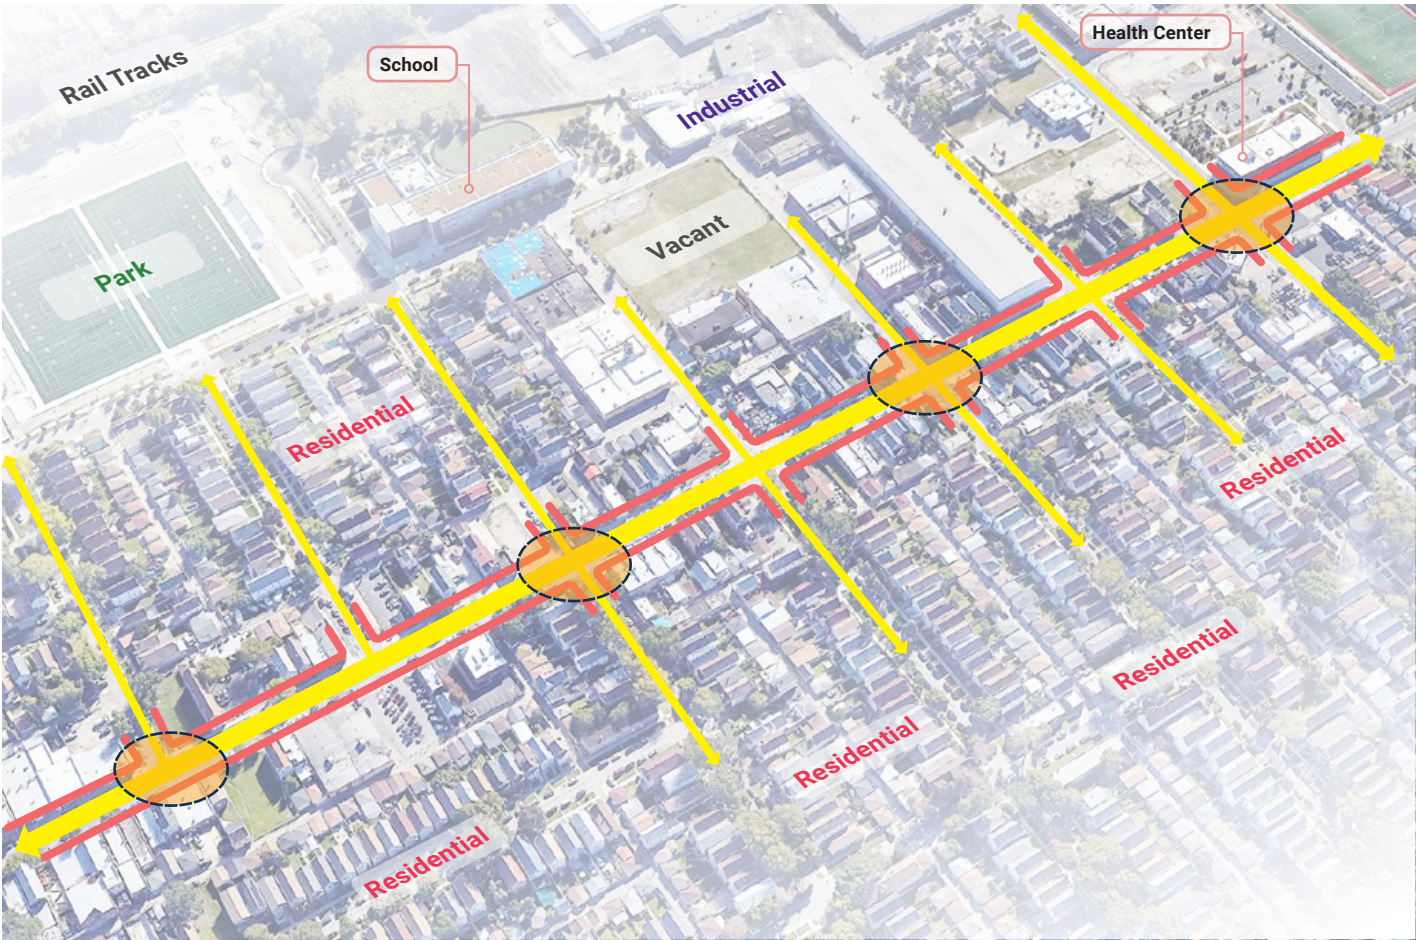 Health Center
Rail Tracks
School
Industrial
Vacant
Park
Residential
Residential
Residential
Residential
Residential